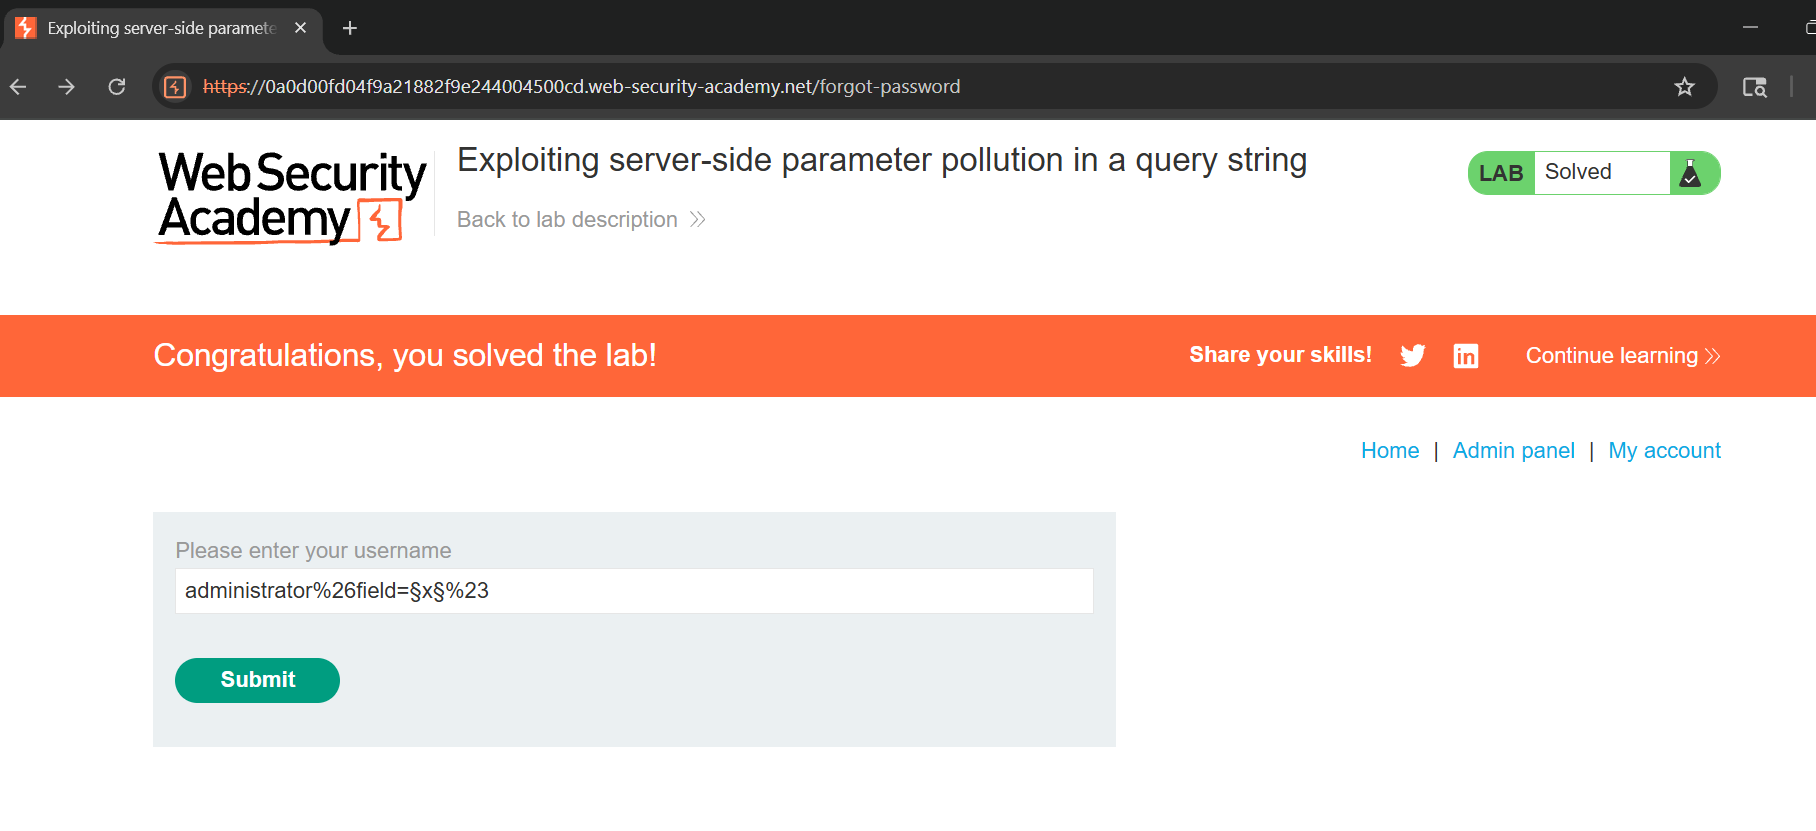 Exploiting server-side paramete
https://0a0d00fd04f9a21882f9e244004500cd.web-security-academy.net/forgot-password
Web Security
Academy
Exploiting server-side parameter pollution in a query string
Back to lab description
LAB Solved
Congratulations, you solved the lab!
Share your skills!
Continue learning
Home | Admin panel | My account
Please enter your username
administrator%26field=§x§%23
Submit